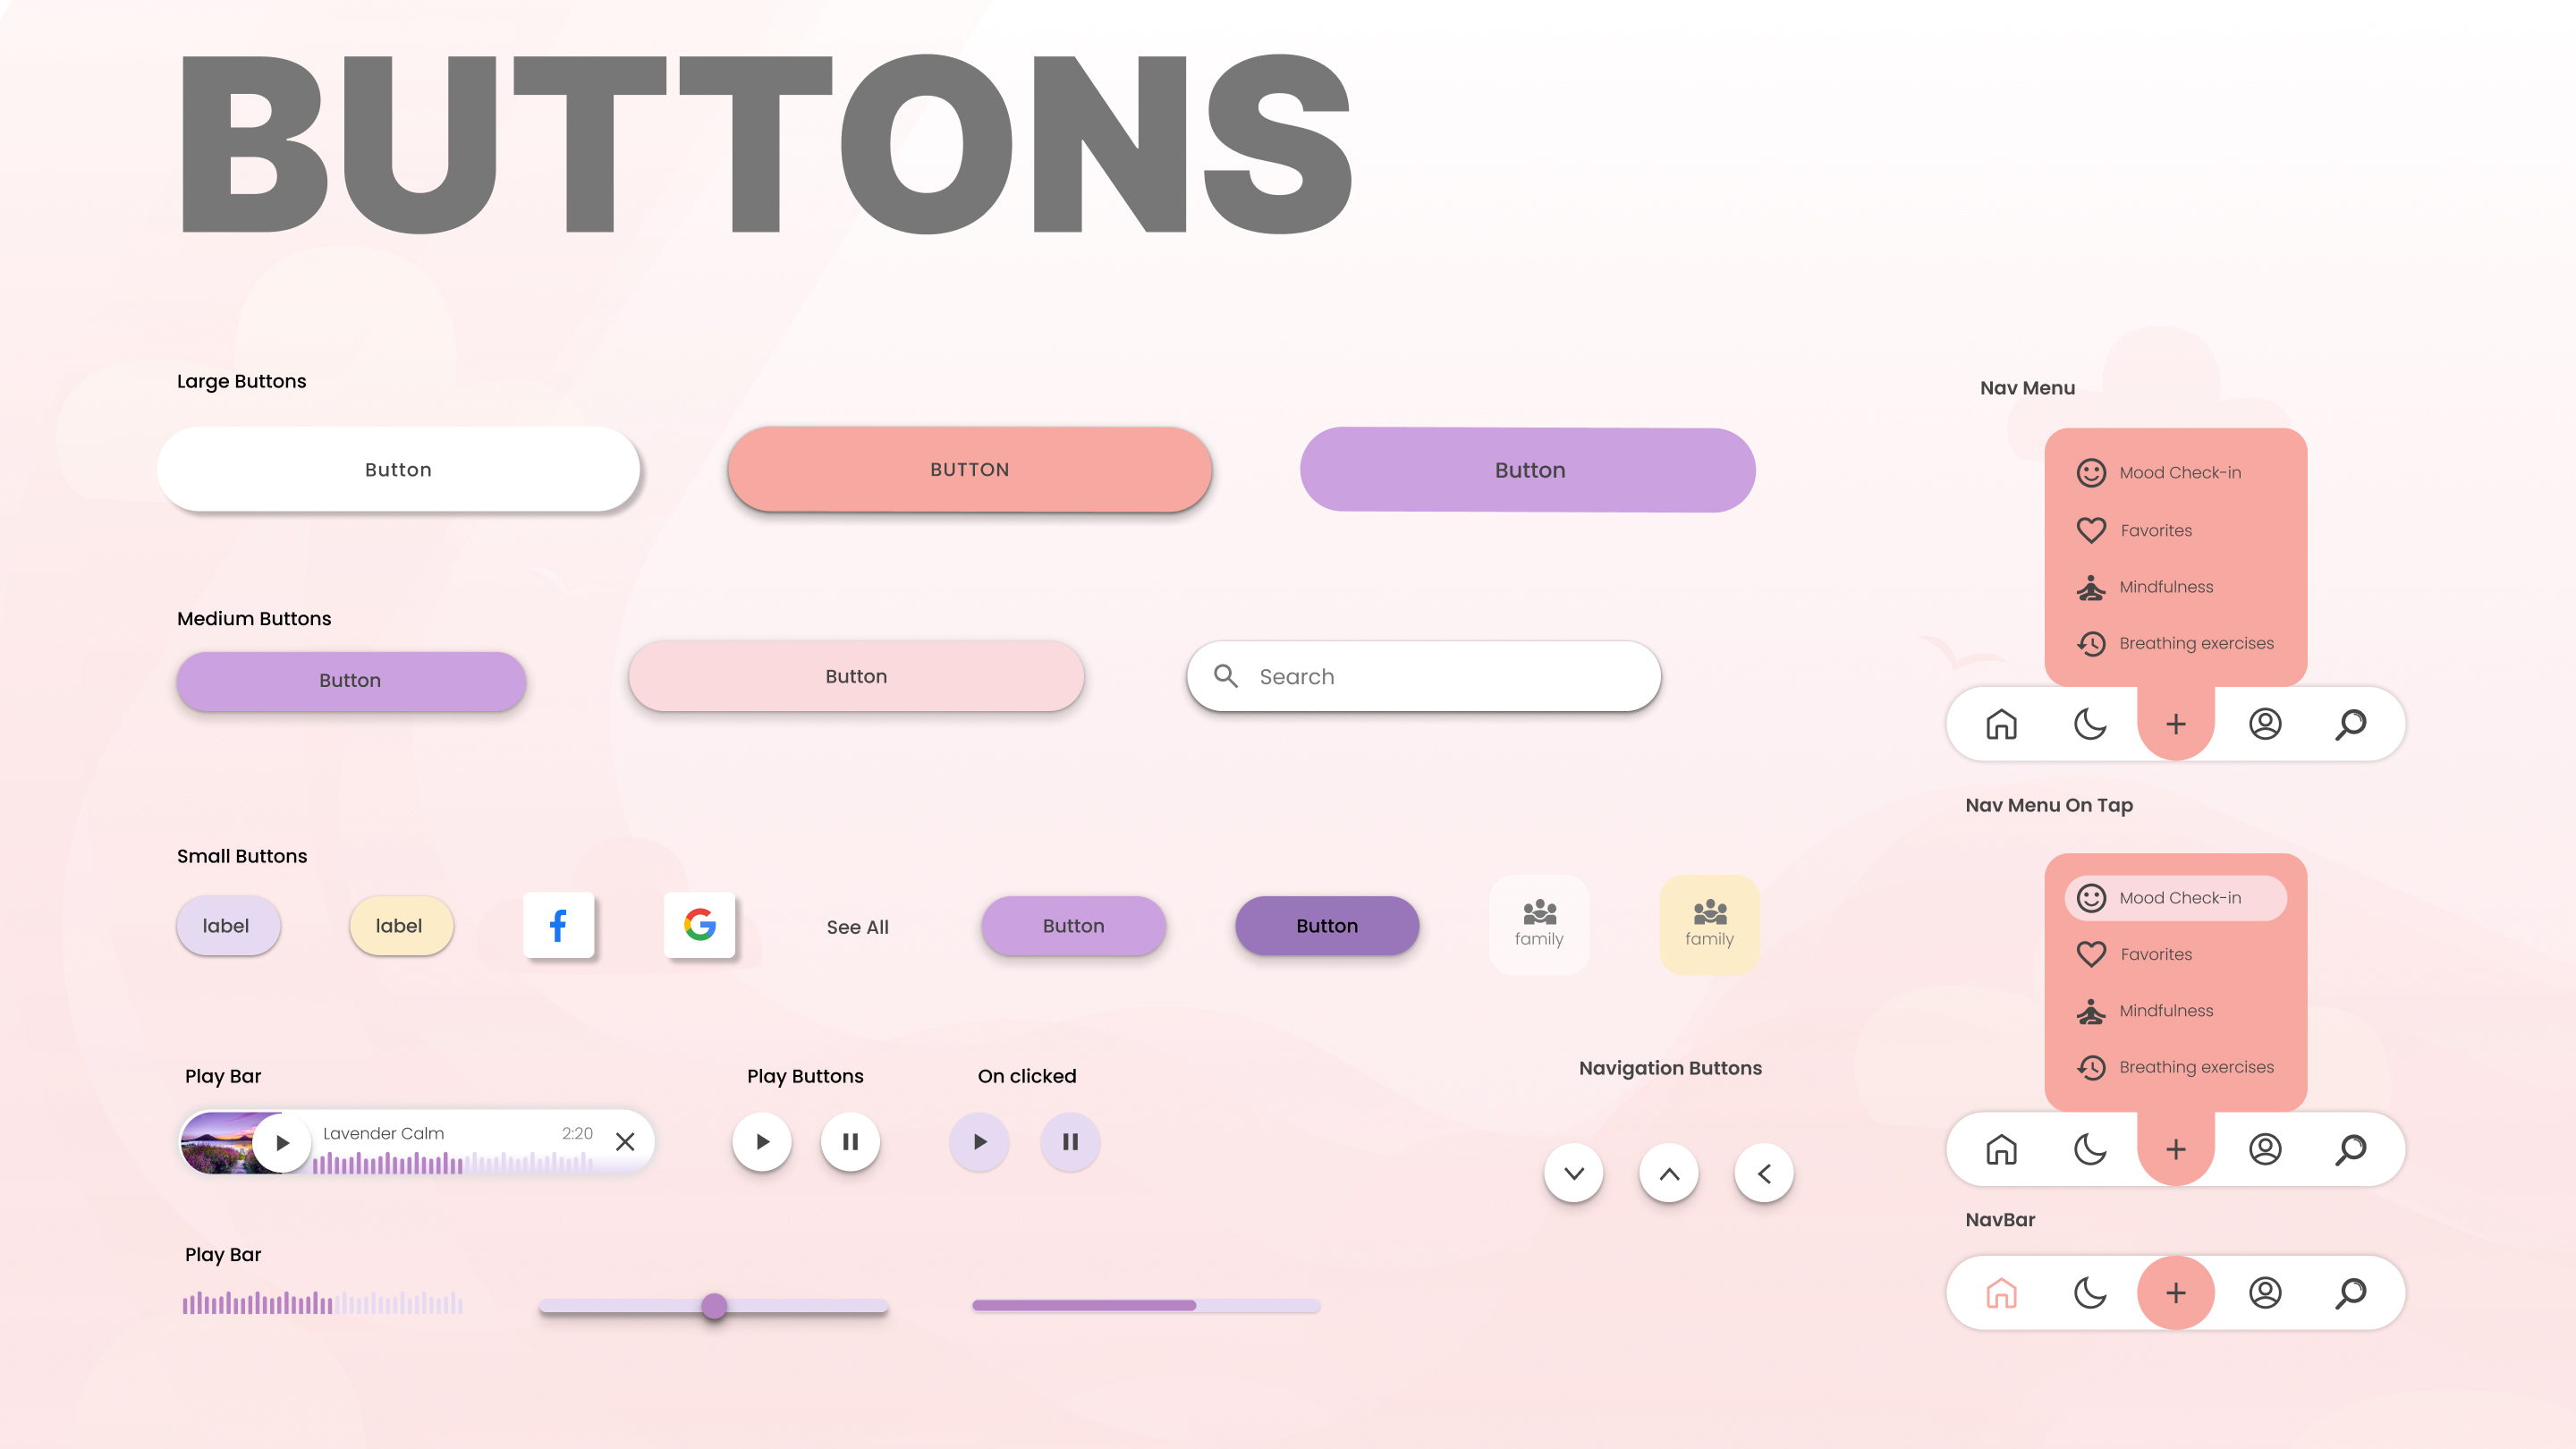 BUTTONS
Large Buttons
Button
BUTTON
Button
Medium Buttons
Button
Button
Search
Small Buttons
label
label
See All
Button
Button
family
family
Play Bar
Lavender Calm
2:20
Play Buttons
On clicked
Navigation Buttons
Play Bar
Nav Menu
Mood Check-in
Favorites
Mindfulness
Breathing exercises
Nav Menu On Tap
Mood Check-in
Favorites
Mindfulness
Breathing exercises
NavBar